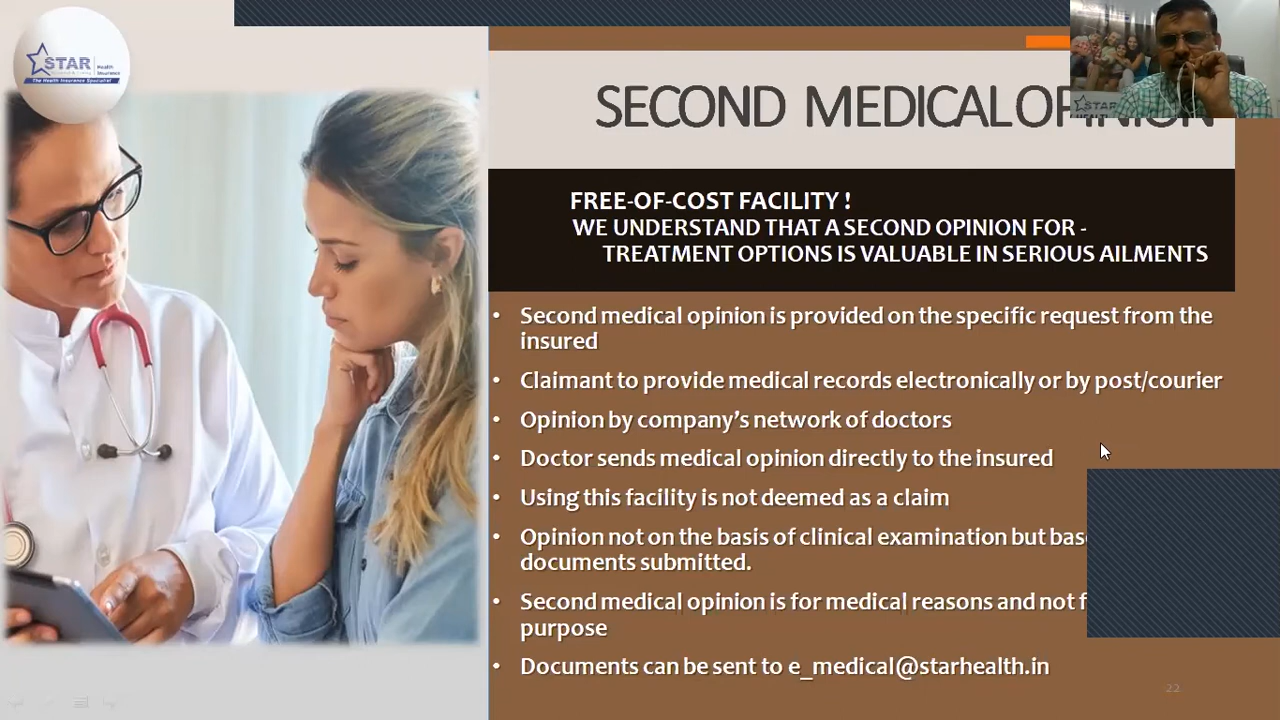 STAR
Health
Insurance
The Health Insurance Specialist
STAR
SECOND MEDICAL OPINION
FREE-OF-COST FACILITY !
WE UNDERSTAND THAT A SECOND OPINION FOR -
TREATMENT OPTIONS IS VALUABLE IN SERIOUS AILMENTS
• Second medical opinion is provided on the specific request from the
insured
• Claimant to provide medical records electronically or by post/courier
• Opinion by company's network of doctors
• Doctor sends medical opinion directly to the insured
• Using this facility is not deemed as a claim
• Opinion not on the basis of clinical examination but
documents submitted.
• Second medical opinion is for medical reasons and not
purpose
• Documents can be sent to e_medical@starhealth.in
22